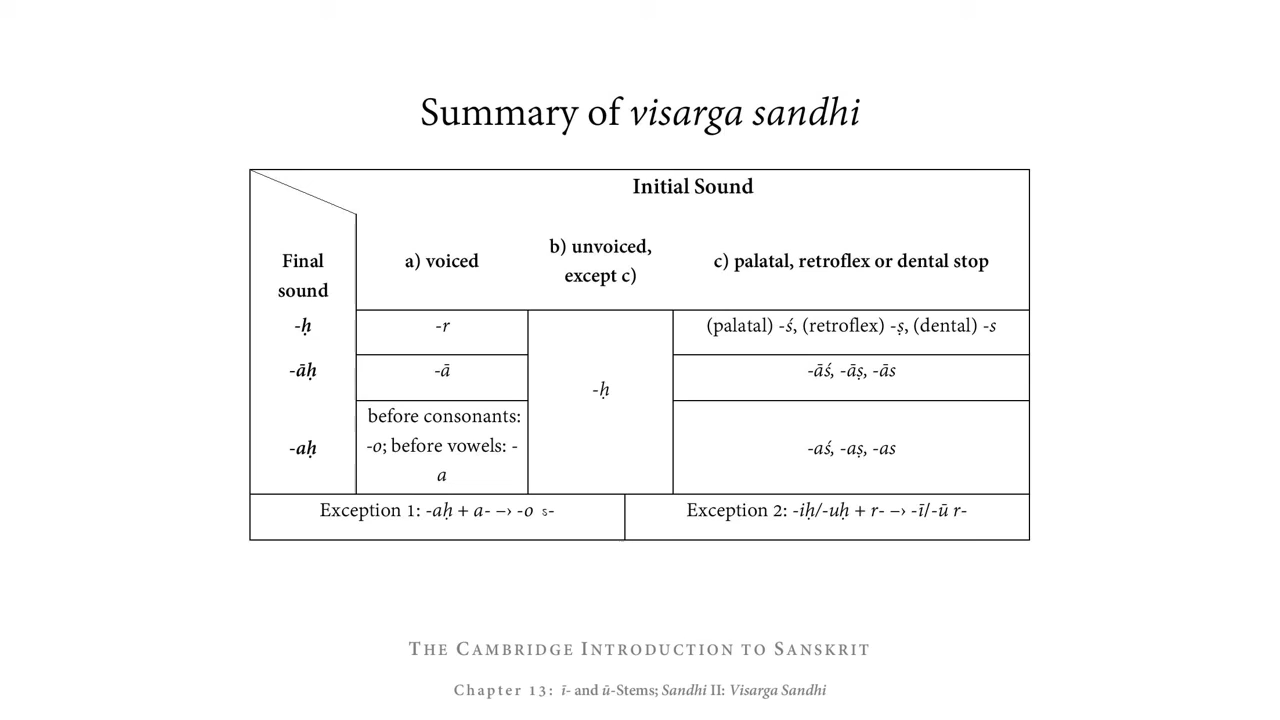 Summary of visarga sandhi
Initial Sound
Final
sound
a) voiced
b) unvoiced,
except c)
c) palatal, retroflex or dental stop
-ḥ
-r
-ḥ
(palatal) -ś, (retroflex) -ṣ, (dental) -s
-āḥ
-ā
-āś, -āṣ, -ās
-aḥ
before consonants:
-o; before vowels: -
a
-aś, -aṣ, -as
Exception 1: -aḥ + a- –› -o s-
Exception 2: -iḥ/-uḥ + r- –› -ī/-ū r-
THE CAMBRIDGE INTRODUCTION TO SANSKRIT
Chapter 13: ī- and ū-Stems; Sandhi II: Visarga Sandhi